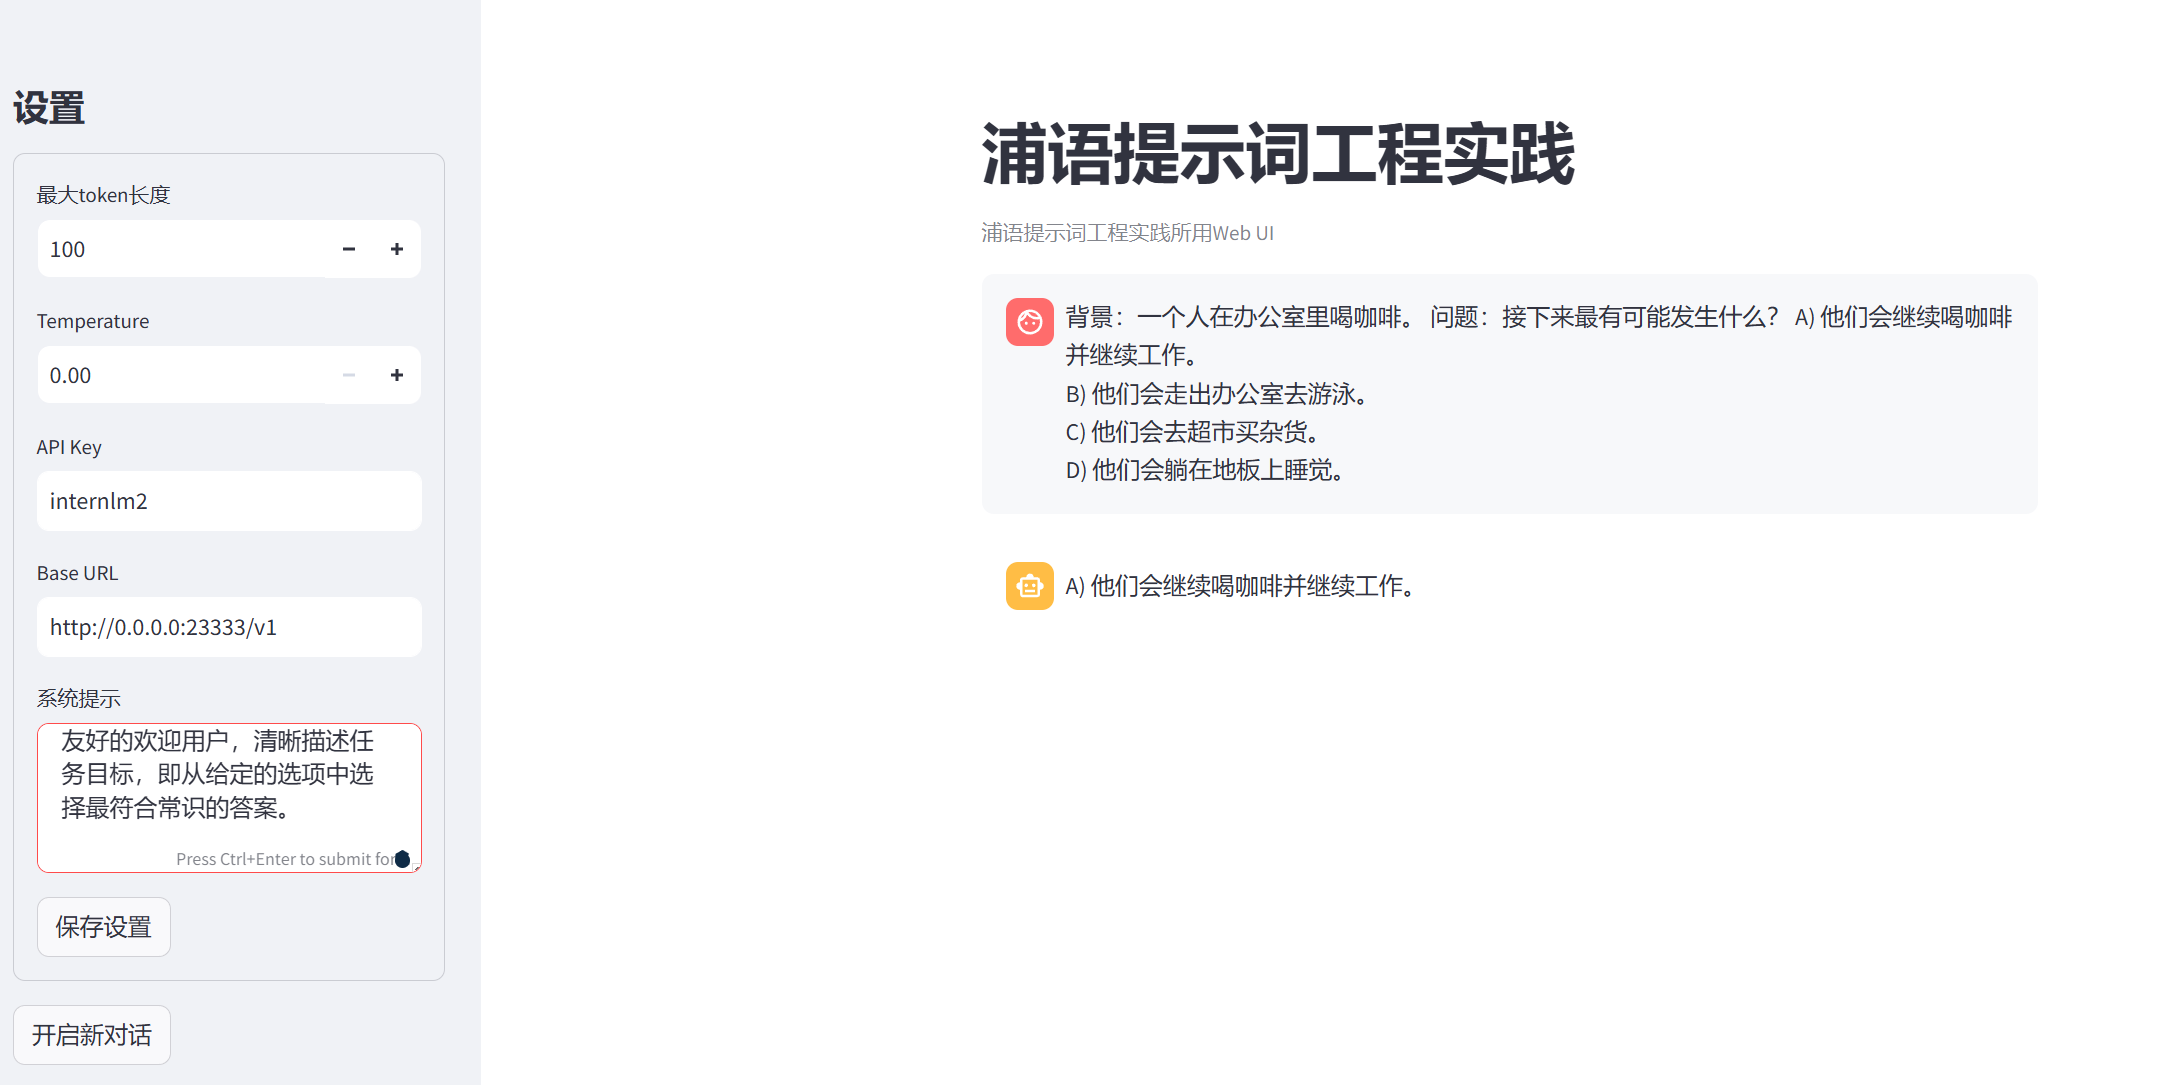 设置
最大token长度
100
Temperature
0.00
API Key
internlm2
Base URL
http://0.0.0.0:23333/v1
系统提示
友好的欢迎用户，清晰描述任
务目标，即从给定的选项中选
择最符合常识的答案。
Press Ctrl+Enter to submit for
保存设置
开启新对话
浦语提示词工程实践
浦语提示词工程实践所用Web UI
背景：一个人在办公室里喝咖啡。 问题：接下来最有可能发生什么？ A) 他们会继续喝咖啡
并继续工作。
B) 他们会走出办公室去游泳。
C) 他们会去超市买杂货。
D) 他们会躺在地板上睡觉。
A) 他们会继续喝咖啡并继续工作。